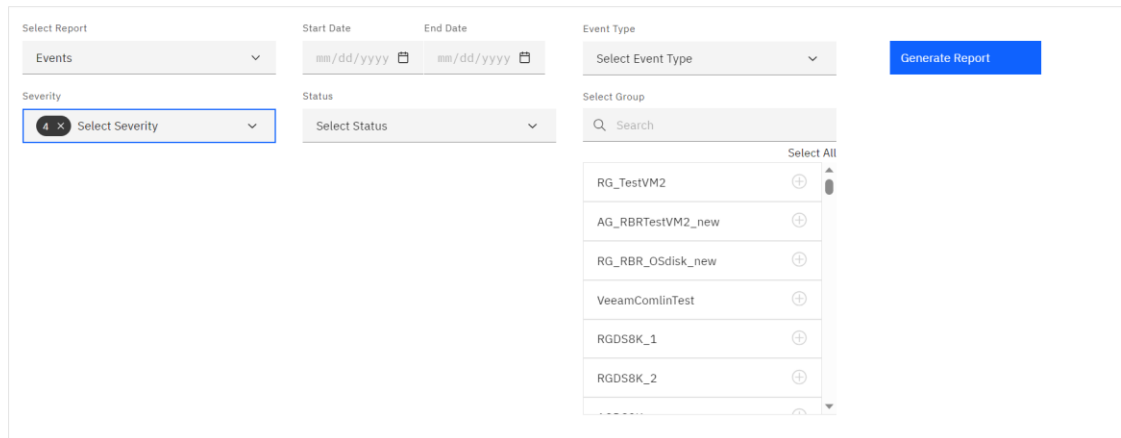 Select Report
Start Date
End Date
Event Type
Events
mm/dd/yyyy
mm/dd/yyyy
Select Event Type
Generate Report
Severity
Status
Select Group
4 × Select Severity
Select Status
Search
Select All
RG_TestVM2
AG_RBRTestVM2_new
RG_RBR_OSdisk_new
VeeamComlinTest
RGDS8K_1
RGDS8K_2